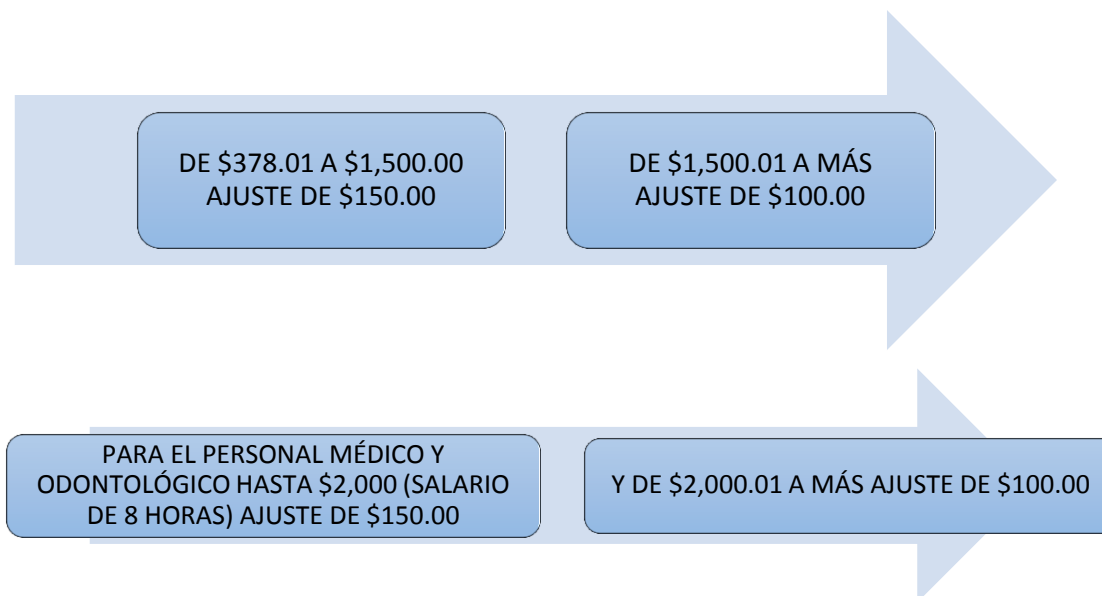 DE $378.01 A $1,500.00
AJUSTE DE $150.00
DE $1,500.01 A MÁS
AJUSTE DE $100.00
PARA EL PERSONAL MÉDICO Y
ODONTOLÓGICO HASTA $2,000 (SALARIO
DE 8 HORAS) AJUSTE DE $150.00
Y DE $2,000.01 A MÁS AJUSTE DE $100.00